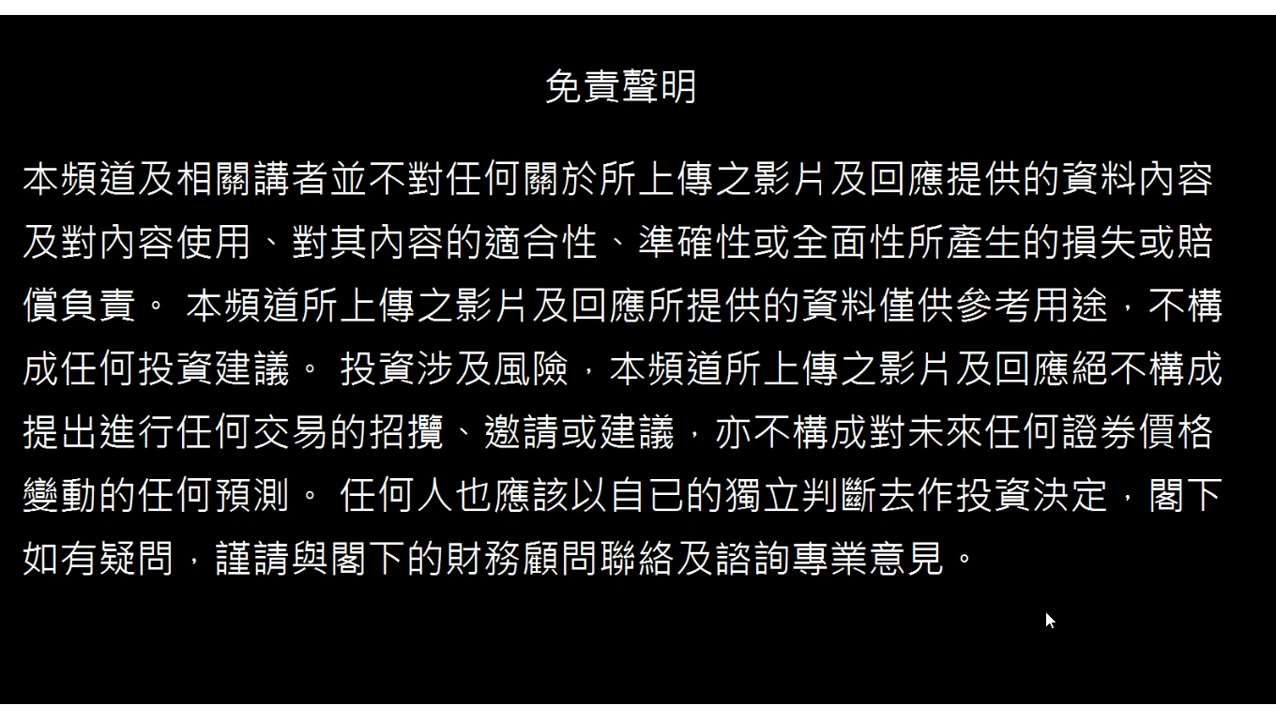 免責聲明
本頻道及相關講者並不對任何關於所上傳之影片及回應提供的資料內容
及對內容使用、對其內容的適合性、準確性或全面性所產生的損失或賠
償負責。 本頻道所上傳之影片及回應所提供的資料僅供參考用途，不構
成任何投資建議。 投資涉及風險，本頻道所上傳之影片及回應絕不構成
提出進行任何交易的招攬、邀請或建議，亦不構成對未來任何證券價格
變動的任何預測。 任何人也應該以自已的獨立判斷去作投資決定，閣下
如有疑問，謹請與閣下的財務顧問聯絡及諮詢專業意見。